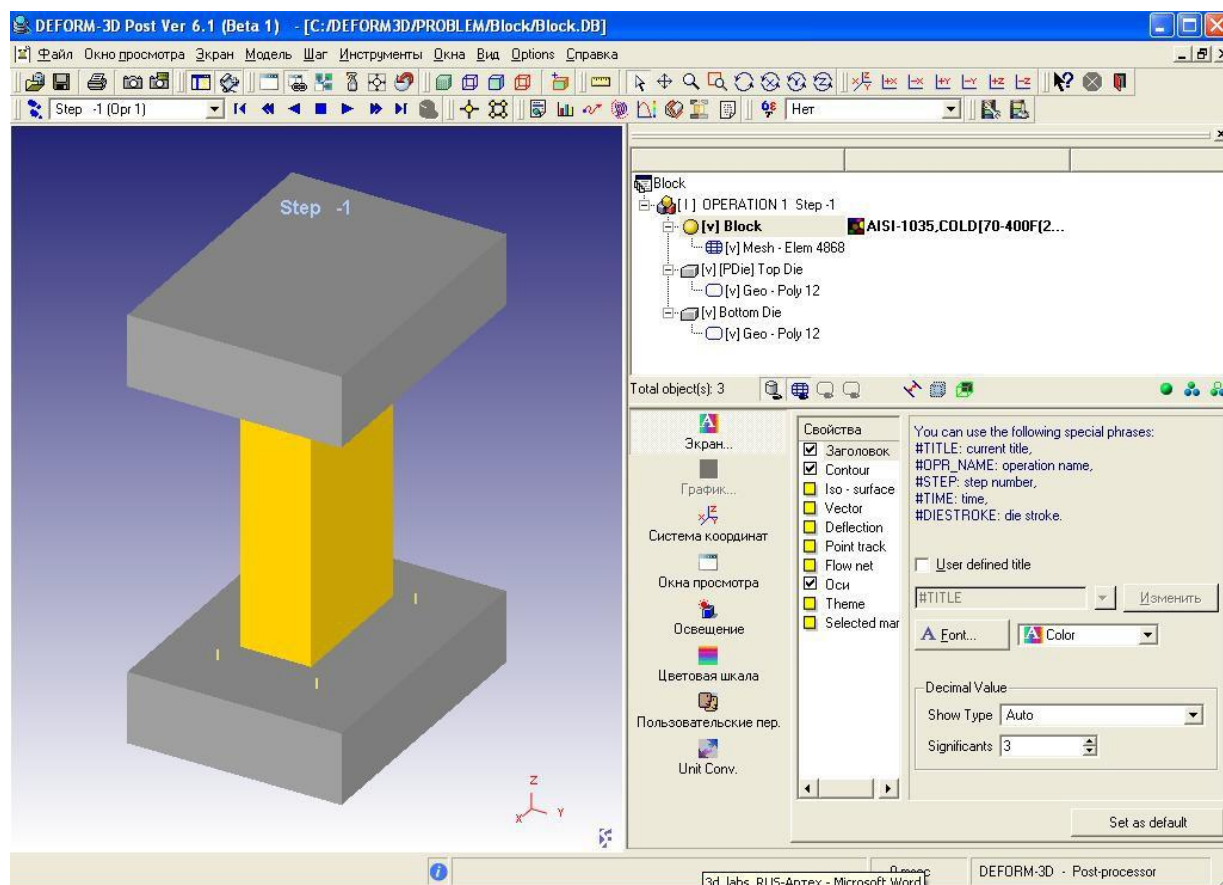 DEFORM-3D Post Ver 6.1 (Beta 1) - [C:/DEFORM3D/PROBLEM/Block/Block.DB]
Файл Окно просмотра Экран Модель Шаг Инструменты Окна Вид Options Справка
Step -1 (Opr 1)
Нет
Step -1
Z
X
Y
Block
[I] OPERATION 1 Step -1
[v] Block AISI-1035,COLD[70-400F(2...
[v] Mesh - Elem 4868
[v] [PDie] Top Die
[v] Geo - Poly 12
[v] Bottom Die
[v] Geo - Poly 12
Total object(s): 3
Экран...
График...
Система координат
Окна просмотра
Освещение
Цветовая шкала
Пользовательские пер.
Unit Conv.
Свойства
Заголовок
Contour
Iso - surface
Vector
Deflection
Point track
Flow net
Оси
Theme
Selected mar
You can use the following special phrases:
#TITLE: current title,
#OPR_NAME: operation name,
#STEP: step number,
#TIME: time,
#DIESTROKE: die stroke.
User defined title
#TITLE
Изменить
A Font...
A Color
Decimal Value
Show Type Auto
Significants 3
Set as default
3d_labs_RUS-Артех - Microsoft Word
DEFORM-3D - Post-processor